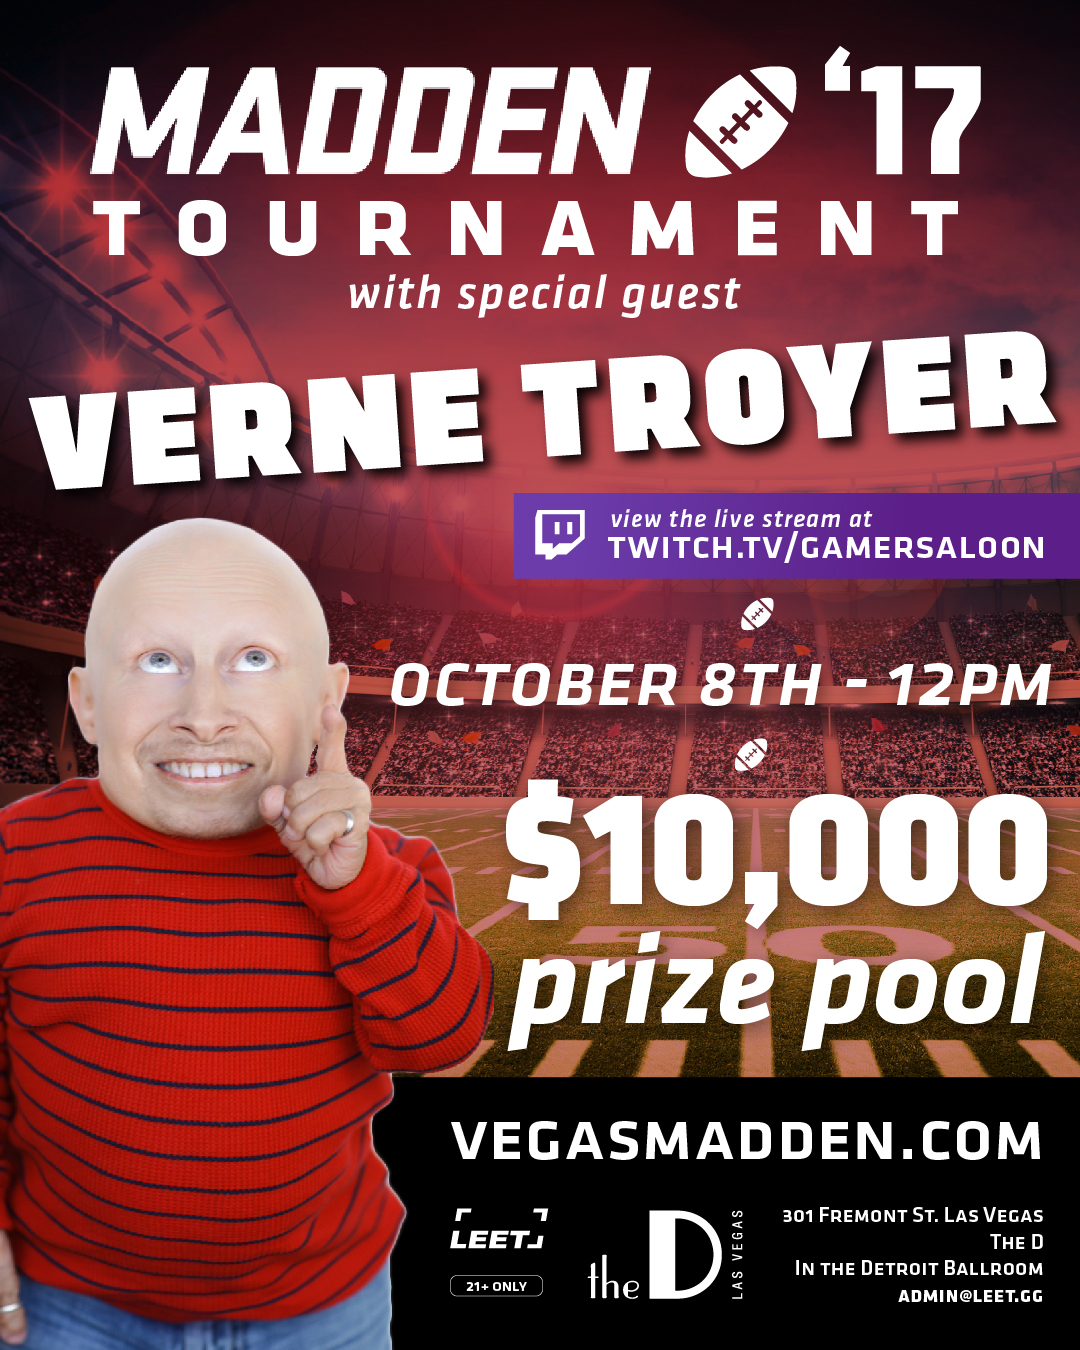 MADDEN '17
TOURNAMENT
with special guest
VERNE TROYER
view the live stream at
TWITCH.TV/GAMERSALOON
OCTOBER 8TH - 12PM
50
$10,000
prize pool
VEGASMADDEN.COM
LEET
21+ ONLY
the D LAS VEGAS
301 FREMONT ST. LAS VEGAS
THE D
IN THE DETROIT BALLROOM
ADMIN@LEET.GG